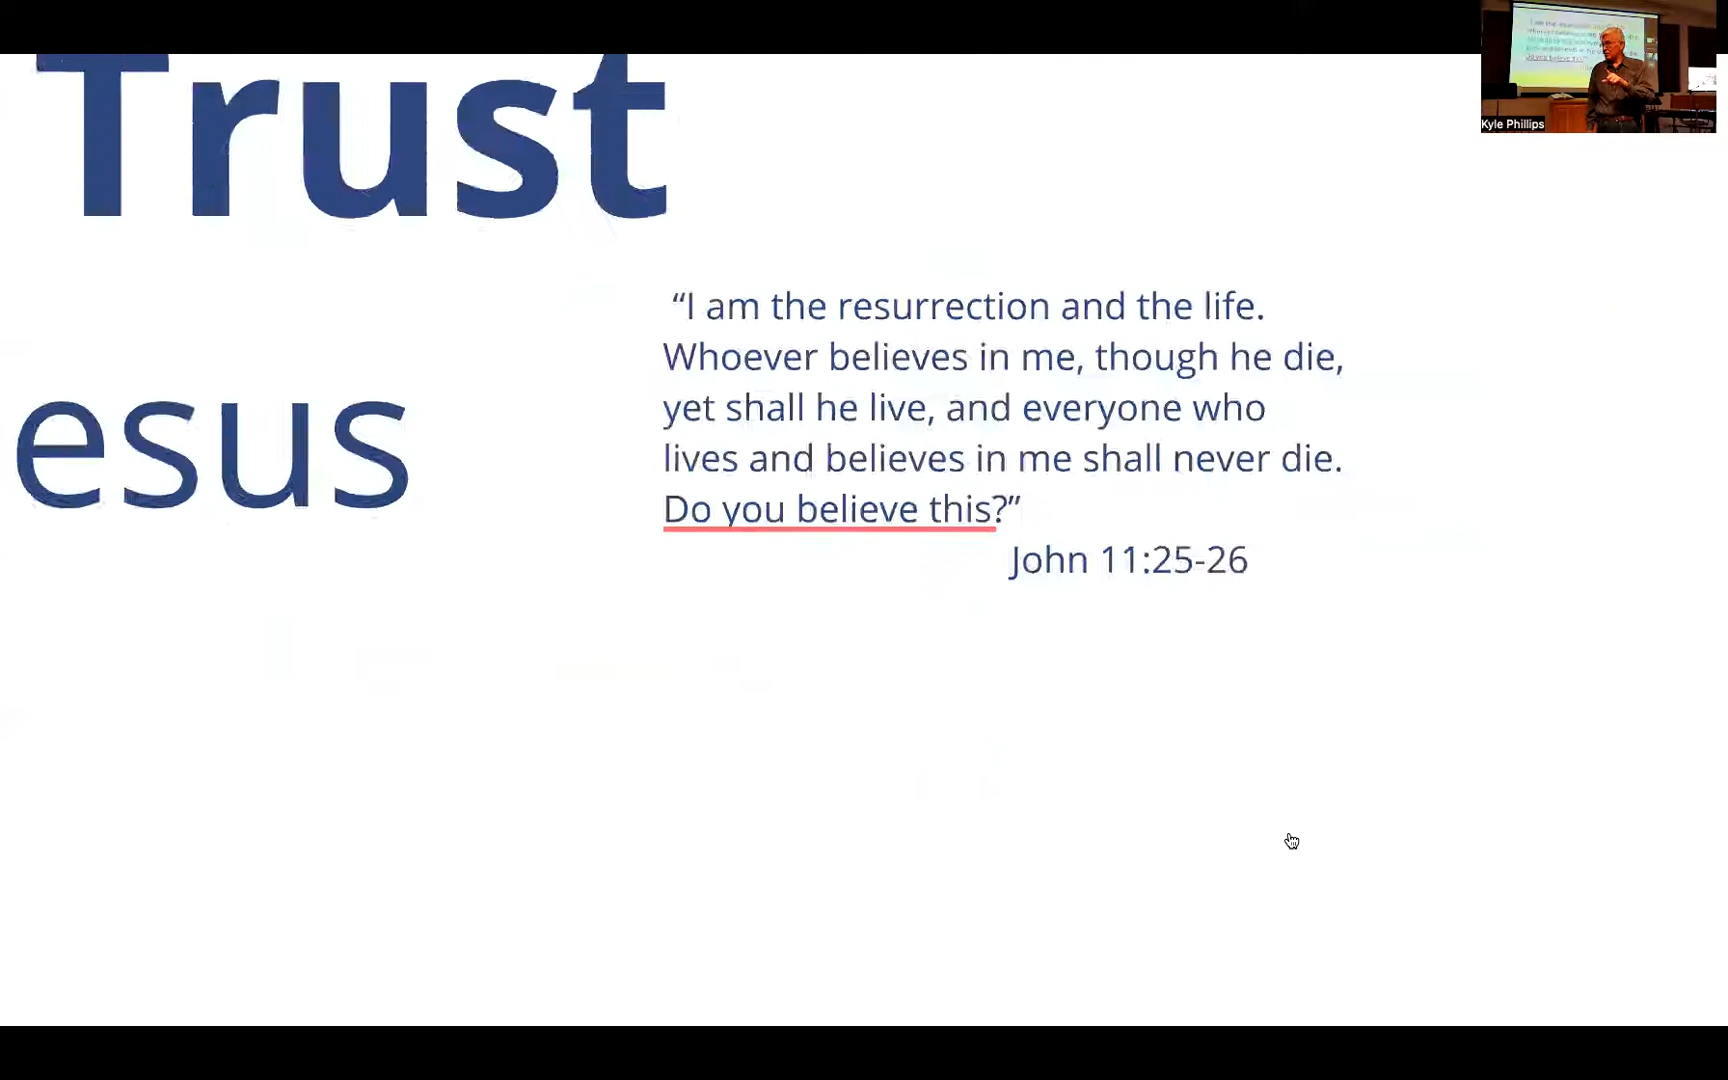 Trust
esus
“I am the resurrection and the life.
Whoever believes in me, though he die,
yet shall he live, and everyone who
lives and believes in me shall never die.
Do you believe this?”
John 11:25-26
Kyle Phillips